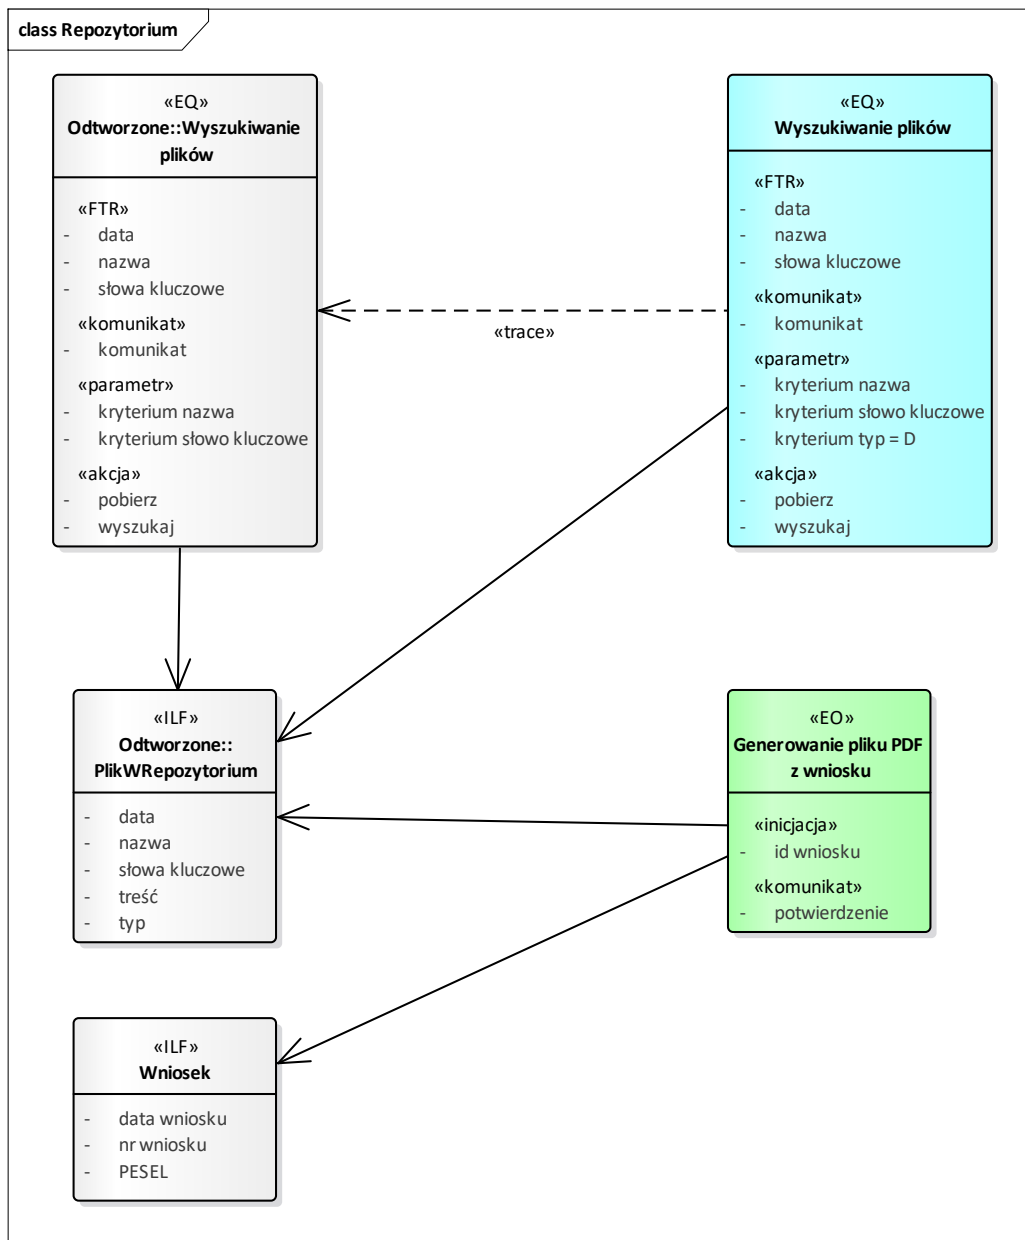 class Repozytorium
«EQ»
Odtworzone::Wyszukiwanie
plików
«FTR»
- data
- nazwa
- słowa kluczowe
«komunikat»
- komunikat
«parametr»
- kryterium nazwa
- kryterium słowo kluczowe
«akcja»
- pobierz
- wyszukaj
«EQ»
Wyszukiwanie plików
«FTR»
- data
- nazwa
- słowa kluczowe
«komunikat»
- komunikat
«parametr»
- kryterium nazwa
- kryterium słowo kluczowe
- kryterium typ = D
«akcja»
- pobierz
- wyszukaj
«trace»
«ILF»
Odtworzone::
PlikWRepozytorium
- data
- nazwa
- słowa kluczowe
- treść
- typ
«EO»
Generowanie pliku PDF
z wniosku
«inicjacja»
- id wniosku
«komunikat»
- potwierdzenie
«ILF»
Wniosek
- data wniosku
- nr wniosku
- PESEL